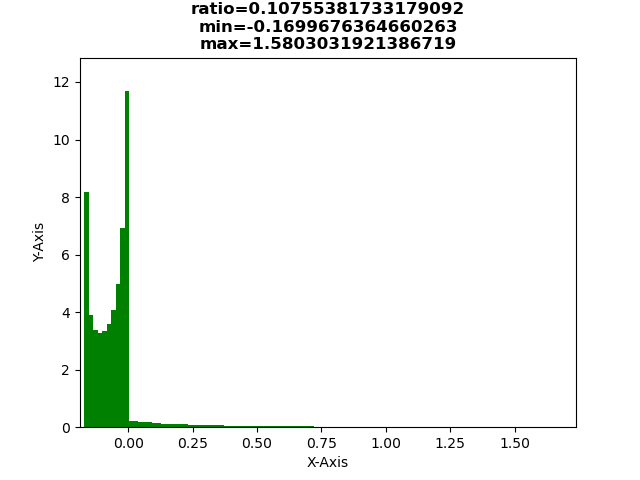 ratio=0.10755381733179092
min=-0.1699676364660263
max=1.5803031921386719
12
10
8
6
4
2
0
Y-Axis
0.00 0.25 0.50 0.75 1.00 1.25 1.50
X-Axis